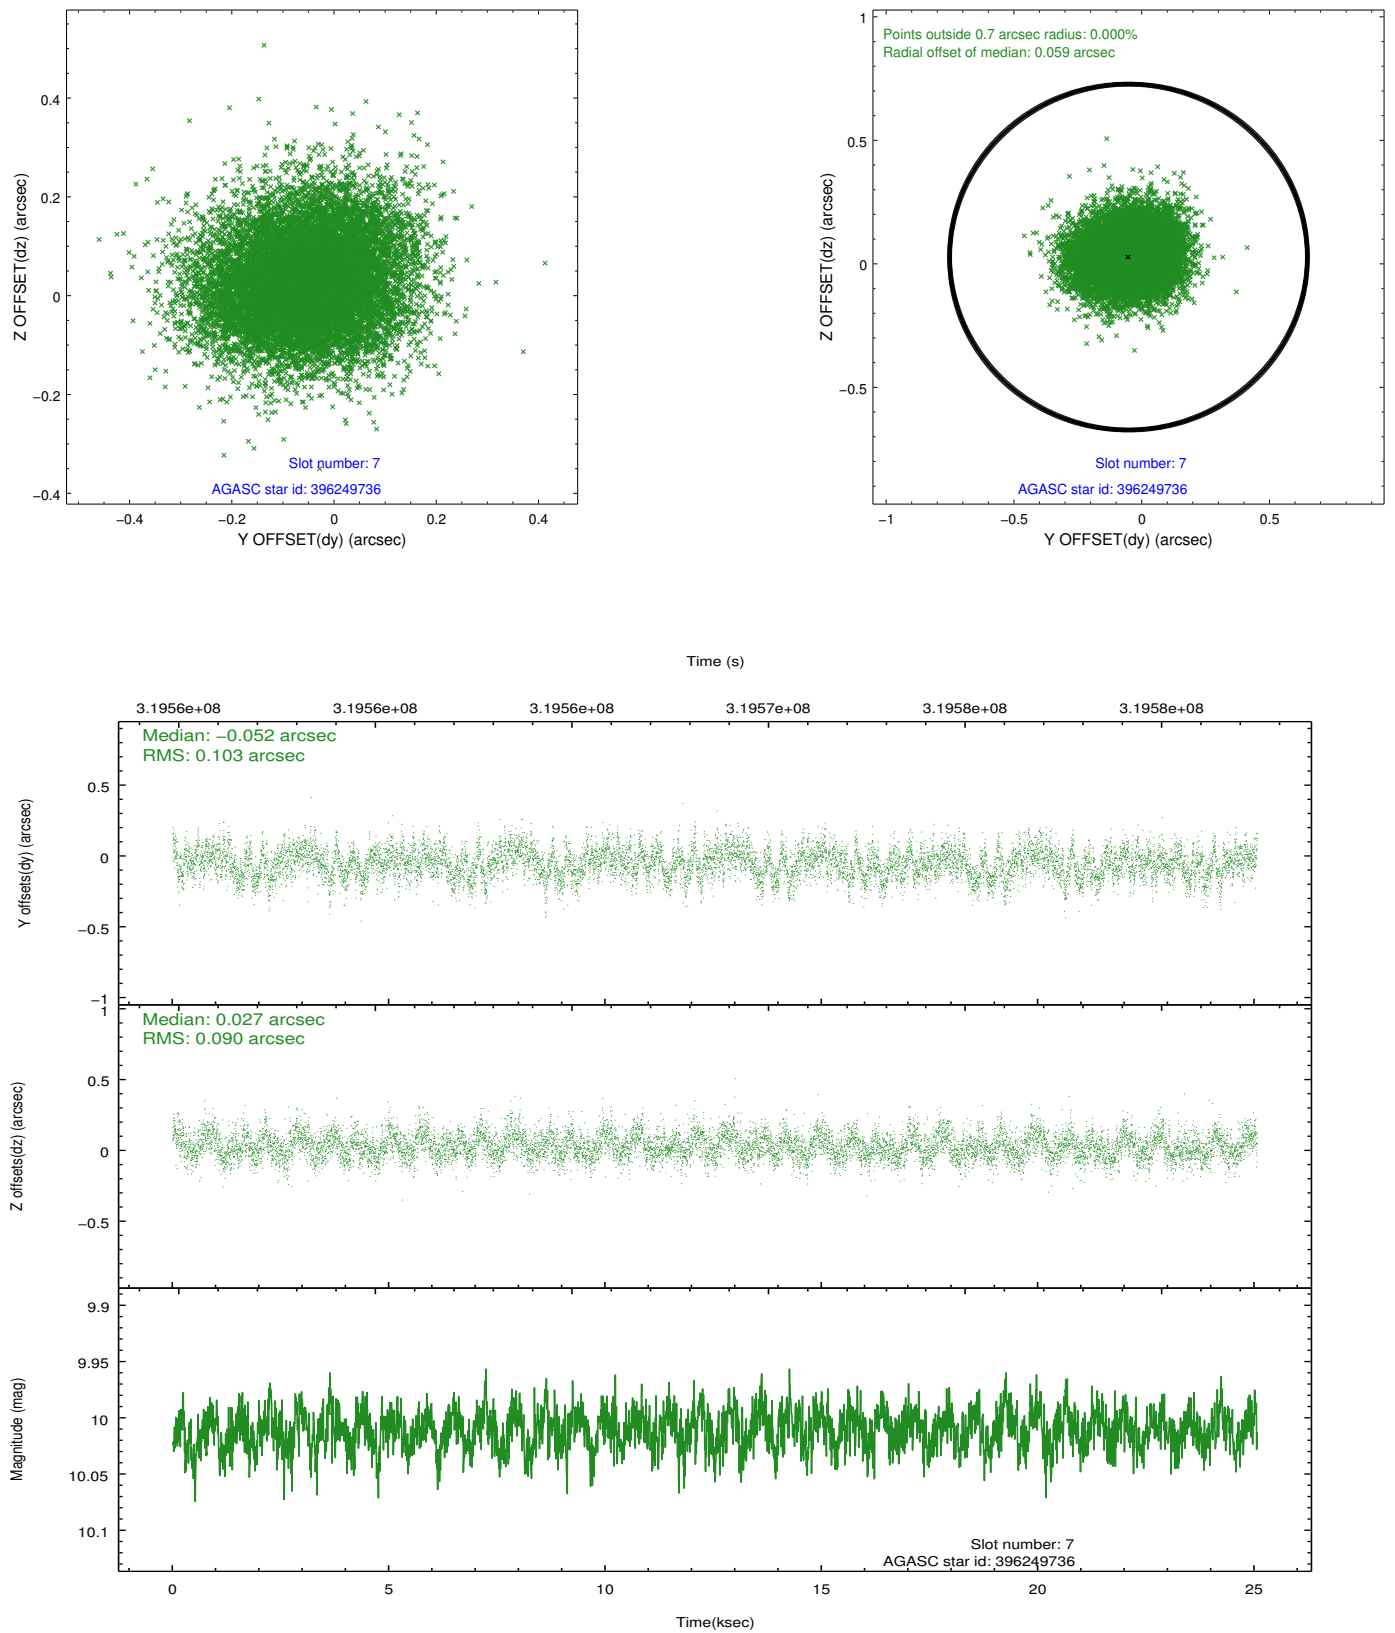 0.4
0.2
0
−0.2
−0.4
−0.4
−0.2
0
0.2
0.4
Z OFFSET(dz) (arcsec)
Y OFFSET(dy) (arcsec)
Slot number: 7
AGASC star id: 396249736
Points outside 0.7 arcsec radius: 0.000%
Radial offset of median: 0.059 arcsec
1
0.5
0
−0.5
−1
−0.5
0
0.5
Z OFFSET(dz) (arcsec)
Y OFFSET(dy) (arcsec)
Slot number: 7
AGASC star id: 396249736
Time (s)
3.1956e+08
3.1956e+08
3.1956e+08
3.1957e+08
3.1958e+08
3.1958e+08
Median: −0.052 arcsec
RMS: 0.103 arcsec
0.5
0
−0.5
−1
Y offsets(dy) (arcsec)
Median: 0.027 arcsec
RMS: 0.090 arcsec
1
0.5
0
−0.5
Z offsets(dz) (arcsec)
9.9
9.95
10
10.05
10.1
Magnitude (mag)
Slot number: 7
AGASC star id: 396249736
0
5
10
15
20
25
Time(ksec)